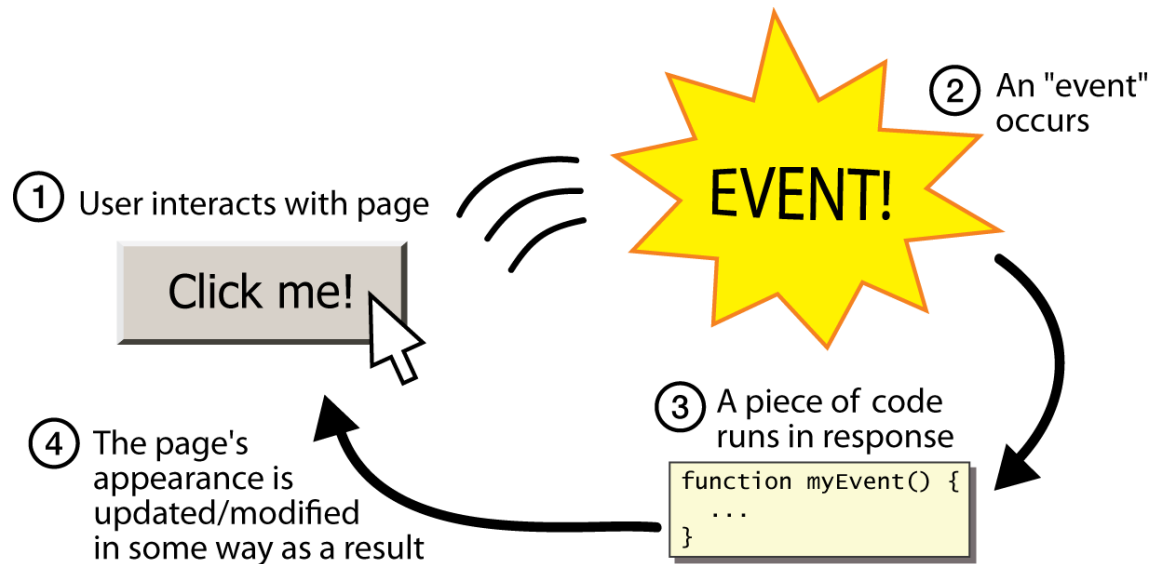 1 User interacts with page
Click me!
EVENT!
2 An "event"
occurs
3 A piece of code
runs in response
function myEvent() {
...
}
4 The page's
appearance is
updated/modified
in some way as a result